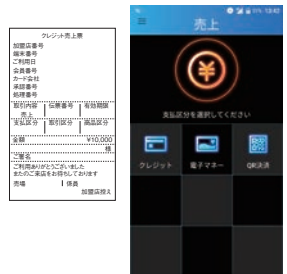 クレジット売上票
加盟店番号
端末番号
ご利用日
会員番号
カード会社
承認番号
処理番号
取引内容 伝票番号 有効期限
売上
支払区分 取引区分 商品区分
金額 ¥10,000
様
ご署名
ご利用ありがとうございました
またのご来店をお待ちしております
売場 係員
加盟店控え
13:42
売上
支払区分を選択してください
クレジット 電子マネー QR決済